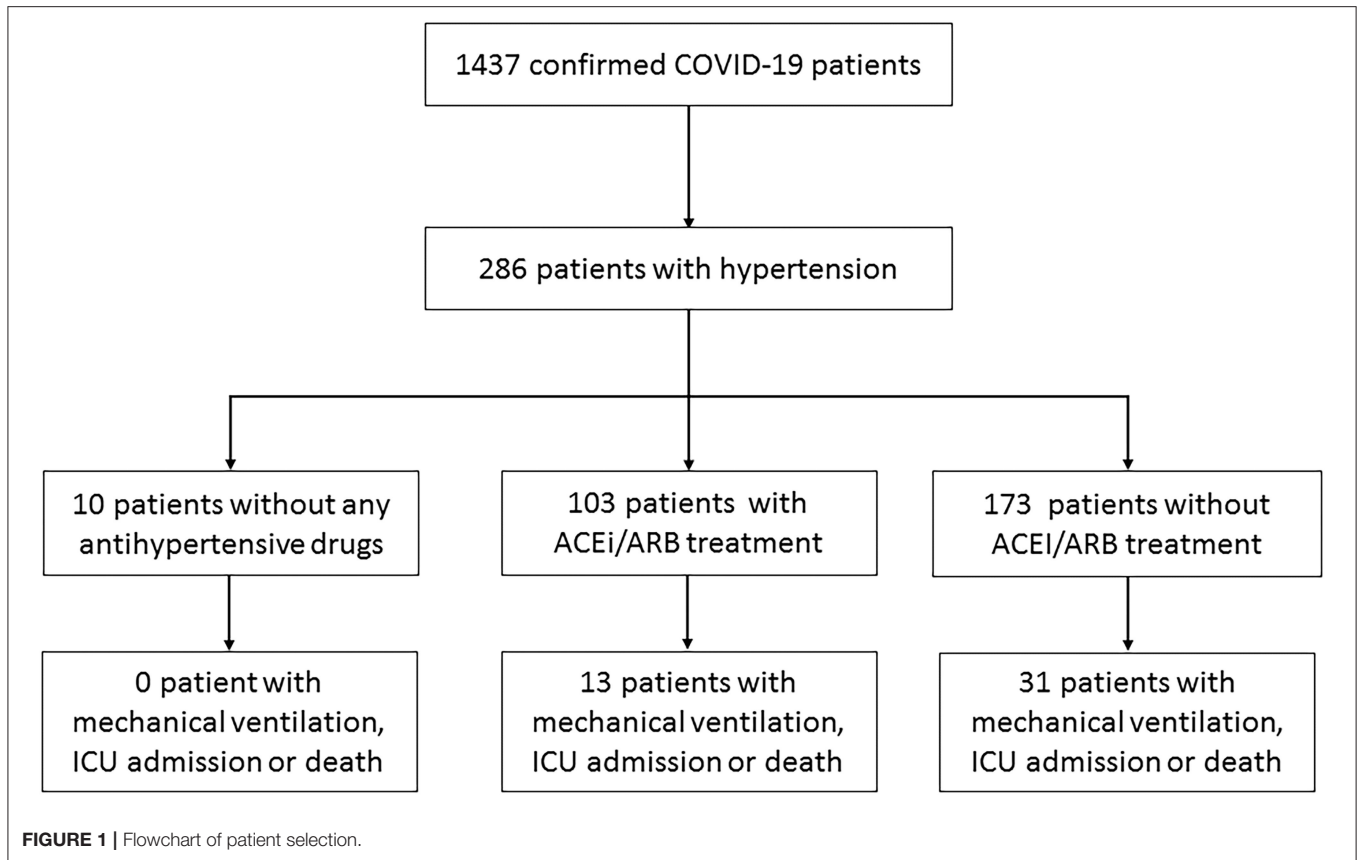 1437 confirmed COVID-19 patients
286 patients with hypertension
10 patients without any
antihypertensive drugs
103 patients with
ACEi/ARB treatment
173 patients without
ACEI/ARB treatment
0 patient with
mechanical ventilation,
ICU admission or death
13 patients with
mechanical ventilation,
ICU admission or death
31 patients with
mechanical ventilation,
ICU admission or death
FIGURE 1 | Flowchart of patient selection.